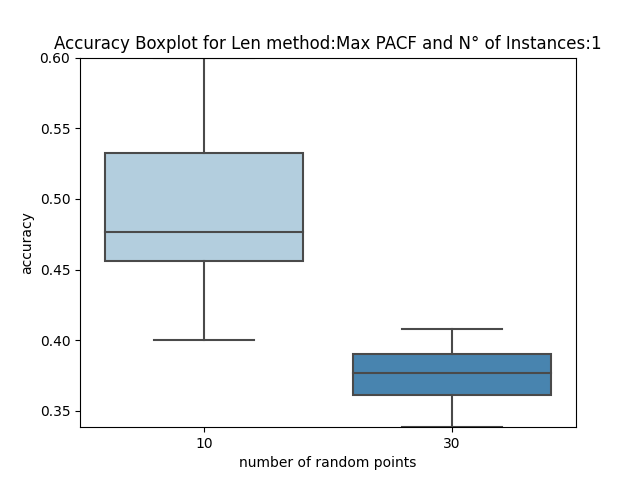 Accuracy Boxplot for Len method:Max PACF and N° of Instances:1
0.60
0.55
0.50
0.45
0.40
0.35
accuracy
10
30
number of random points